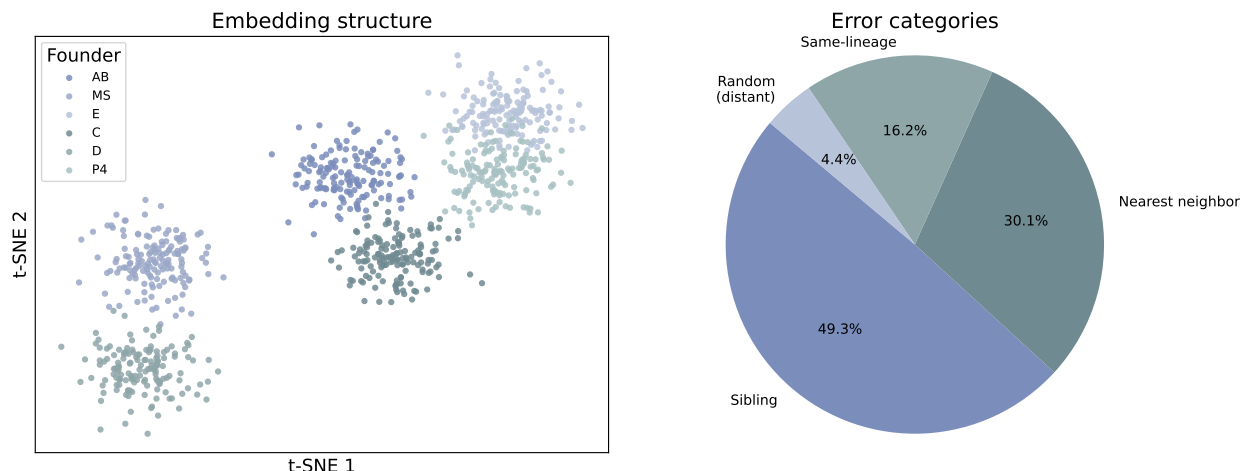 Embedding structure
Founder
AB
MS
E
C
D
P4
t-SNE 2
t-SNE 1
Error categories
Same-lineage
Random
(distant)
16.2%
4.4%
Nearest neighbor
30.1%
49.3%
Sibling